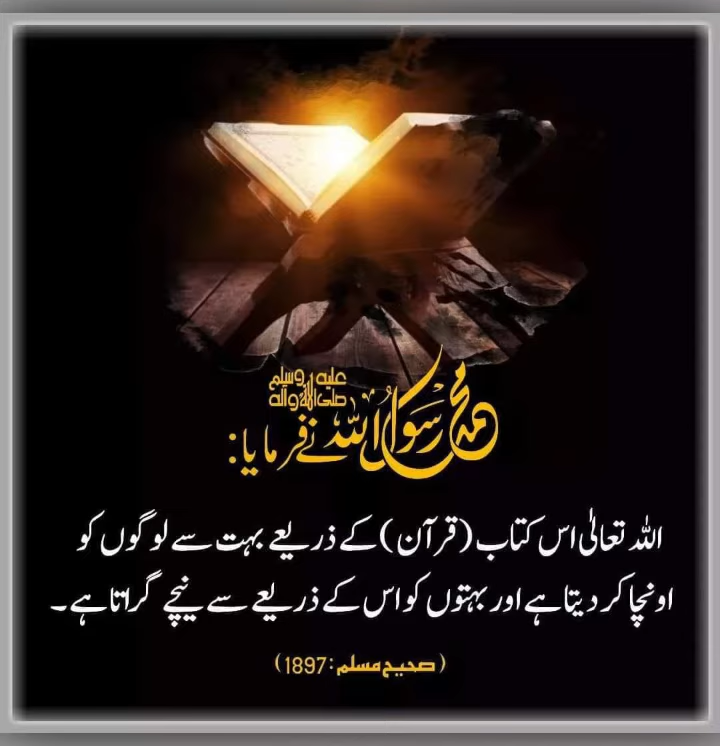 محمد رسول اللہ صلی اللہ علیہ وآلہ وسلم نے فرمایا:
اللہ تعالیٰ اس کتاب (قرآن) کے ذریعے بہت سے لوگوں کو
اونچا کر دیتا ہے اور بہتوں کو اس کے ذریعے سے نیچے گراتا ہے۔
(صحیح مسلم: 1897)